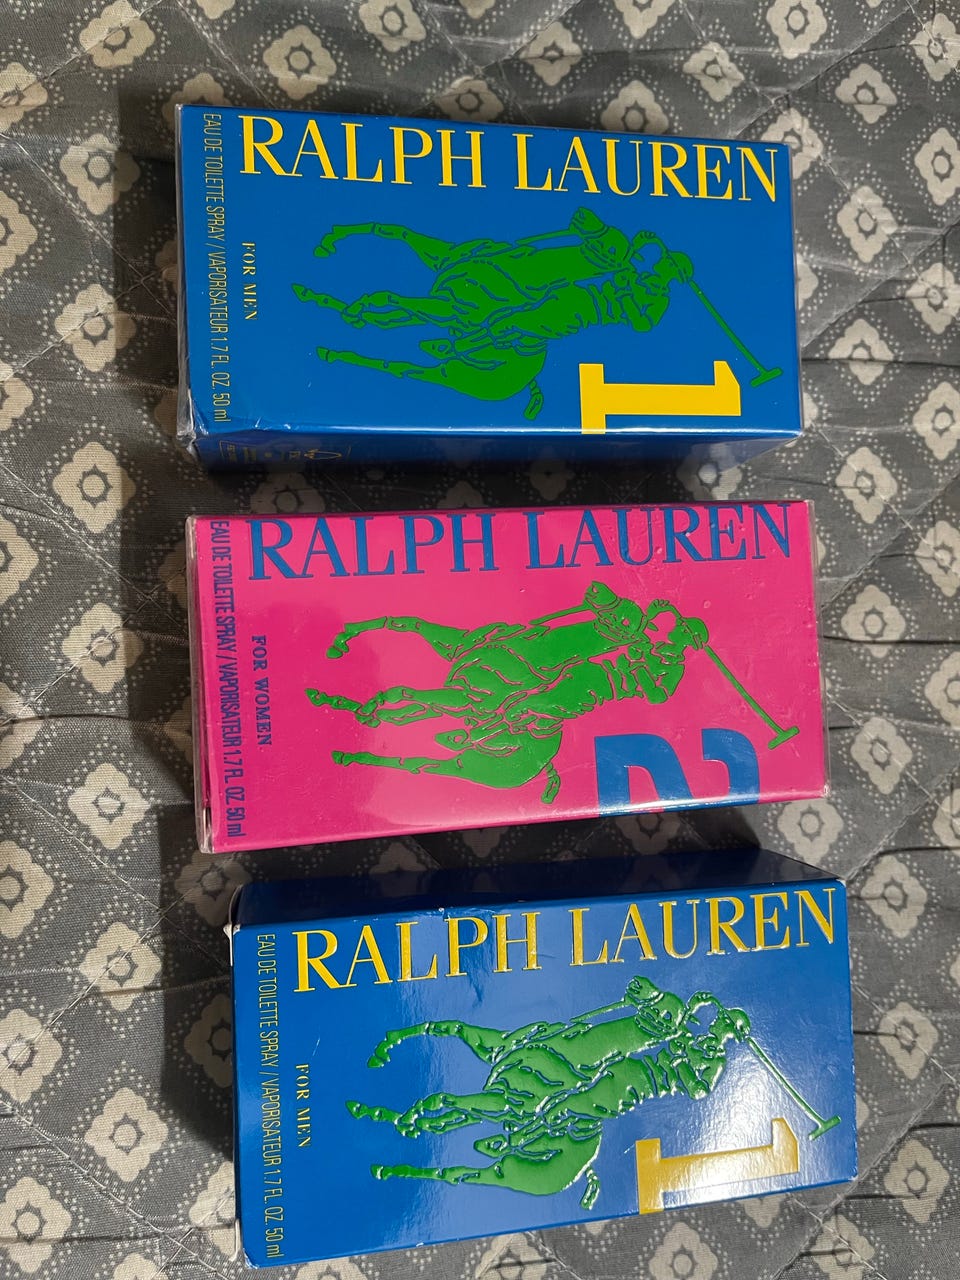 RALPH LAUREN
1
FOR MEN
EAU DE TOILETTE SPRAY / VAPORISATEUR 1.7 FL. OZ. 50 ml
RALPH LAUREN
2
FOR WOMEN
EAU DE TOILETTE SPRAY / VAPORISATEUR 1.7 FL. OZ. 50 ml
RALPH LAUREN
1
FOR MEN
EAU DE TOILETTE SPRAY / VAPORISATEUR 1.7 FL. OZ. 50 ml